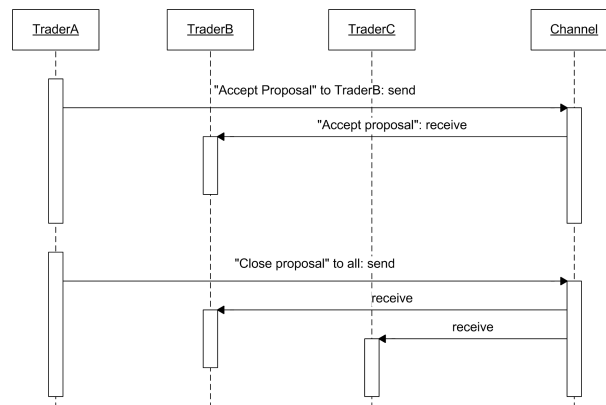 TraderA
TraderB
TraderC
Channel
"Accept Proposal" to TraderB: send
"Accept proposal": receive
"Close proposal" to all: send
receive
receive